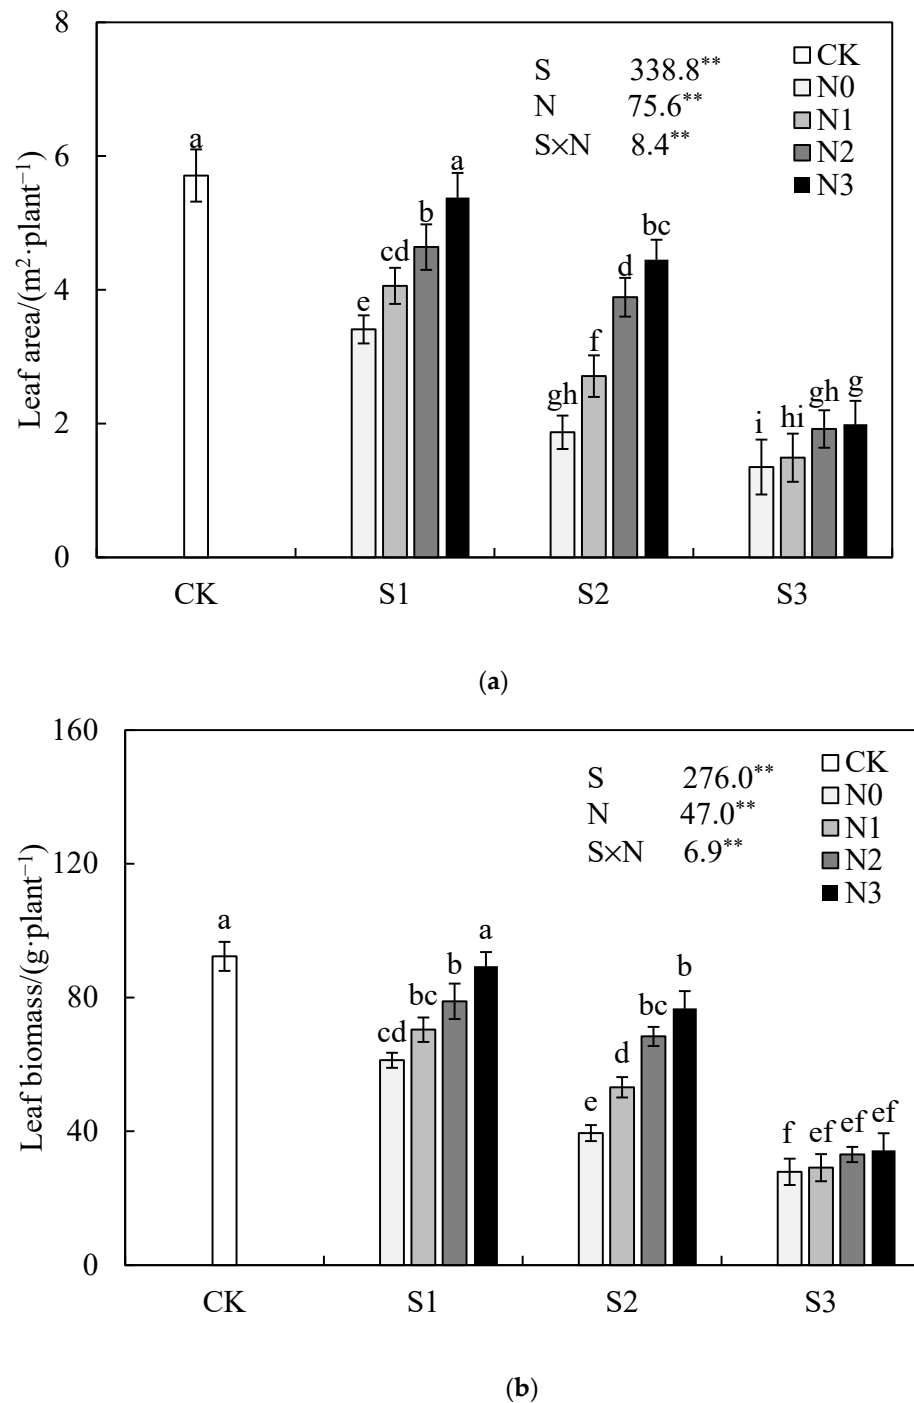 8
6
4
2
0
Leaf area/(m²·plant⁻¹)
S 338.8**
N 75.6**
S×N 8.4**
CK
N0
N1
N2
N3
a
e
cd
b
a
gh
f
d
bc
i
hi
gh
g
CK S1 S2 S3
(a)
160
120
80
40
0
Leaf biomass/(g·plant⁻¹)
S 276.0**
N 47.0**
S×N 6.9**
CK
N0
N1
N2
N3
a
cd
bc
b
a
e
d
bc
b
f
ef
ef
ef
CK S1 S2 S3
(b)